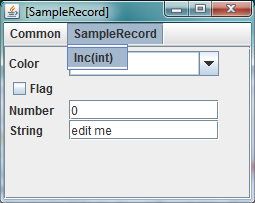 [SampleRecord]
Common SampleRecord
Inc(int)
Color
Flag
Number 0
String edit me